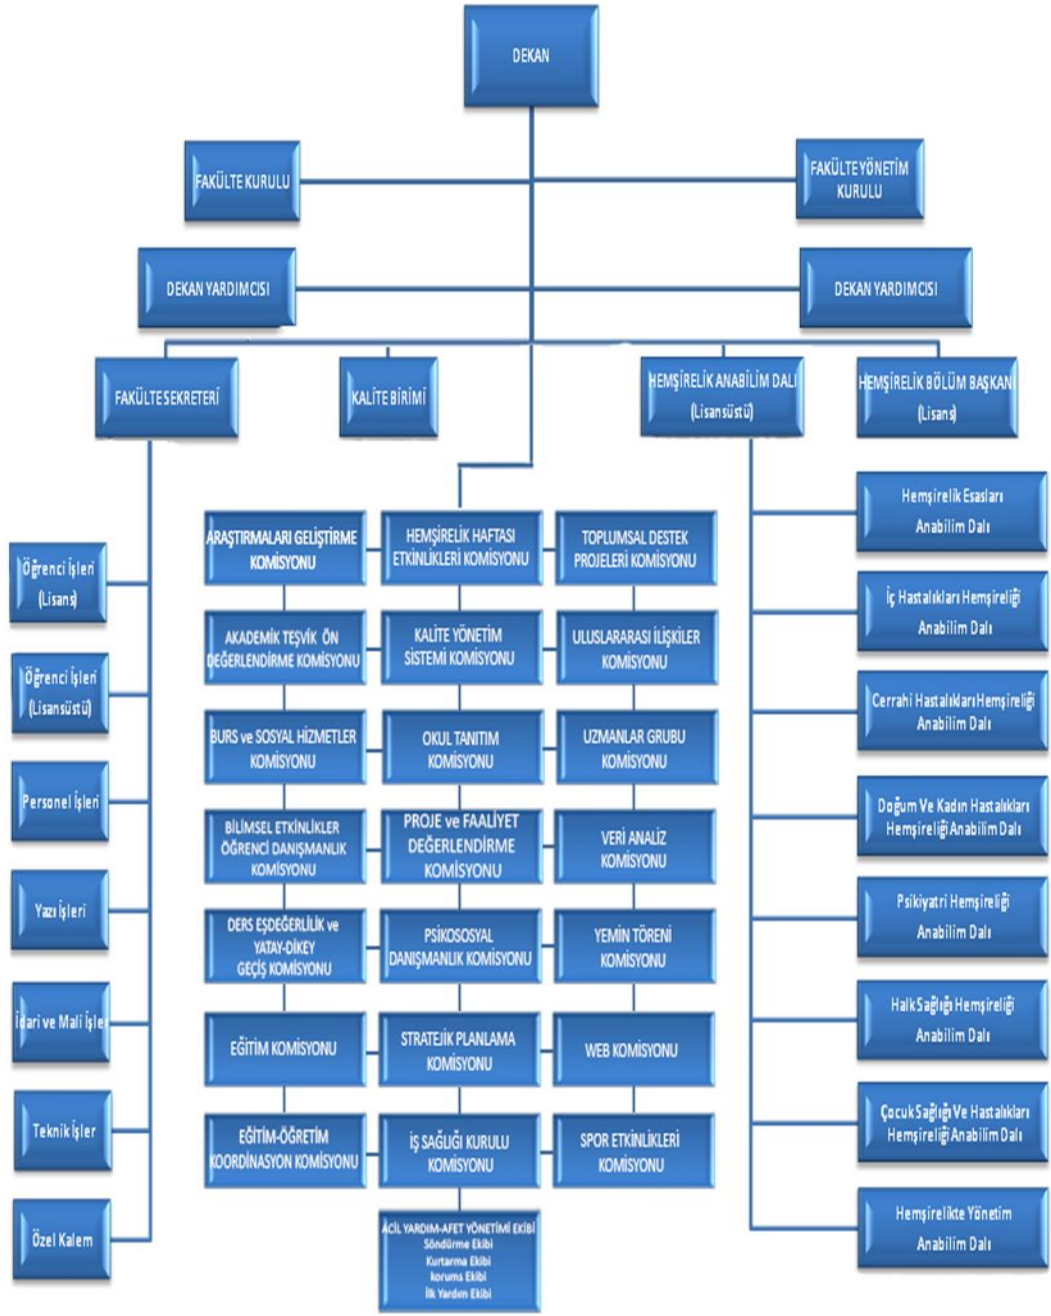 DEKAN
FAKÜLTE KURULU
FAKÜLTE YÖNETİM
KURULU
DEKAN YARDIMCISI
DEKAN YARDIMCISI
FAKÜLTE SEKRETERİ
KALİTE BİRİMİ
HEMŞİRELİK ANABİLİM DALI
(Lisansüstü)
HEMŞİRELİK BÖLÜM BAŞKANI
(Lisans)
Öğrenci İşleri
(Lisans)
Öğrenci İşleri
(Lisansüstü)
Personel İşleri
Yazı İşleri
İdari ve Mali İşler
Teknik İşler
Özel Kalem
ARAŞTIRMALARI GELİŞTİRME
KOMİSYONU
HEMŞİRELİK HAFTASI
ETKİNLİKLERİ KOMİSYONU
TOPLUMSAL DESTEK
PROJELERİ KOMİSYONU
AKADEMİK TEŞVİK ÖN
DEĞERLENDİRME KOMİSYONU
KALİTE YÖNETİM
SİSTEMİ KOMİSYONU
ULUSLARARASI İLİŞKİLER
KOMİSYONU
BURS ve SOSYAL HİZMETLER
KOMİSYONU
OKUL TANITIM
KOMİSYONU
UZMANLAR GRUBU
KOMİSYONU
BİLİMSEL ETKİNLİKLER
ÖĞRENCİ DANIŞMANLIK
KOMİSYONU
PROJE ve FAALİYET
DEĞERLENDİRME
KOMİSYONU
VERİ ANALİZ
KOMİSYONU
DERS EŞDEĞERLİLİK ve
YATAY-DİKEY
GEÇİŞ KOMİSYONU
PSİKOSOSYAL
DANIŞMANLIK KOMİSYONU
YEMİN TÖRENİ
KOMİSYONU
EĞİTİM KOMİSYONU
STRATEJİK PLANLAMA
KOMİSYONU
WEB KOMİSYONU
EĞİTİM-ÖĞRETİM
KOORDİNASYON KOMİSYONU
İŞ SAĞLIĞI KURULU
KOMİSYONU
SPOR ETKİNLİKLERİ
KOMİSYONU
ACİL YARDIM-AFET YÖNETİMİ EKİBİ
Söndürme Ekibi
Kurtarma Ekibi
korums Ekibi
İlk Yardım Ekibi
Hemşirelik Esasları
Anabilim Dalı
İç Hastalıkları Hemşireliği
Anabilim Dalı
Cerrahi Hastalıkları Hemşireliği
Anabilim Dalı
Doğum Ve Kadın Hastalıkları
Hemşireliği Anabilim Dalı
Psikiyatri Hemşireliği
Anabilim Dalı
Halk Sağlığı Hemşireliği
Anabilim Dalı
Çocuk Sağlığı Ve Hastalıkları
Hemşireliği Anabilim Dalı
Hemşirelikte Yönetim
Anabilim Dalı